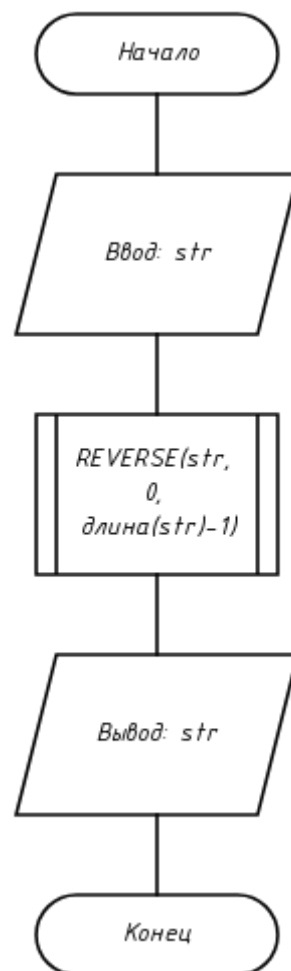 Начало
Ввод: str
REVERSE(str,
0,
длина(str)-1)
Вывод: str
Конец